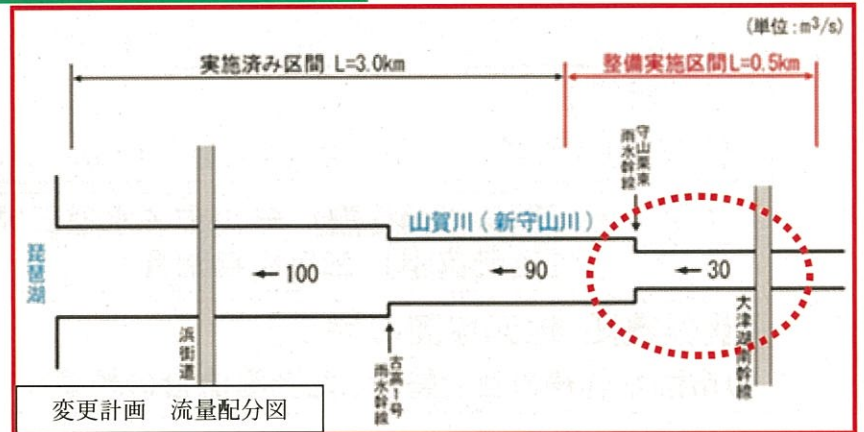 (単位:m³/s)
実施済み区間 L=3.0km
整備実施区間L=0.5km
守山栗東
雨水幹線
山賀川(新守山川)
琵琶湖
←100
←90
←30
浜街道
古高1号
雨水幹線
大津湖南幹線
変更計画 流量配分図